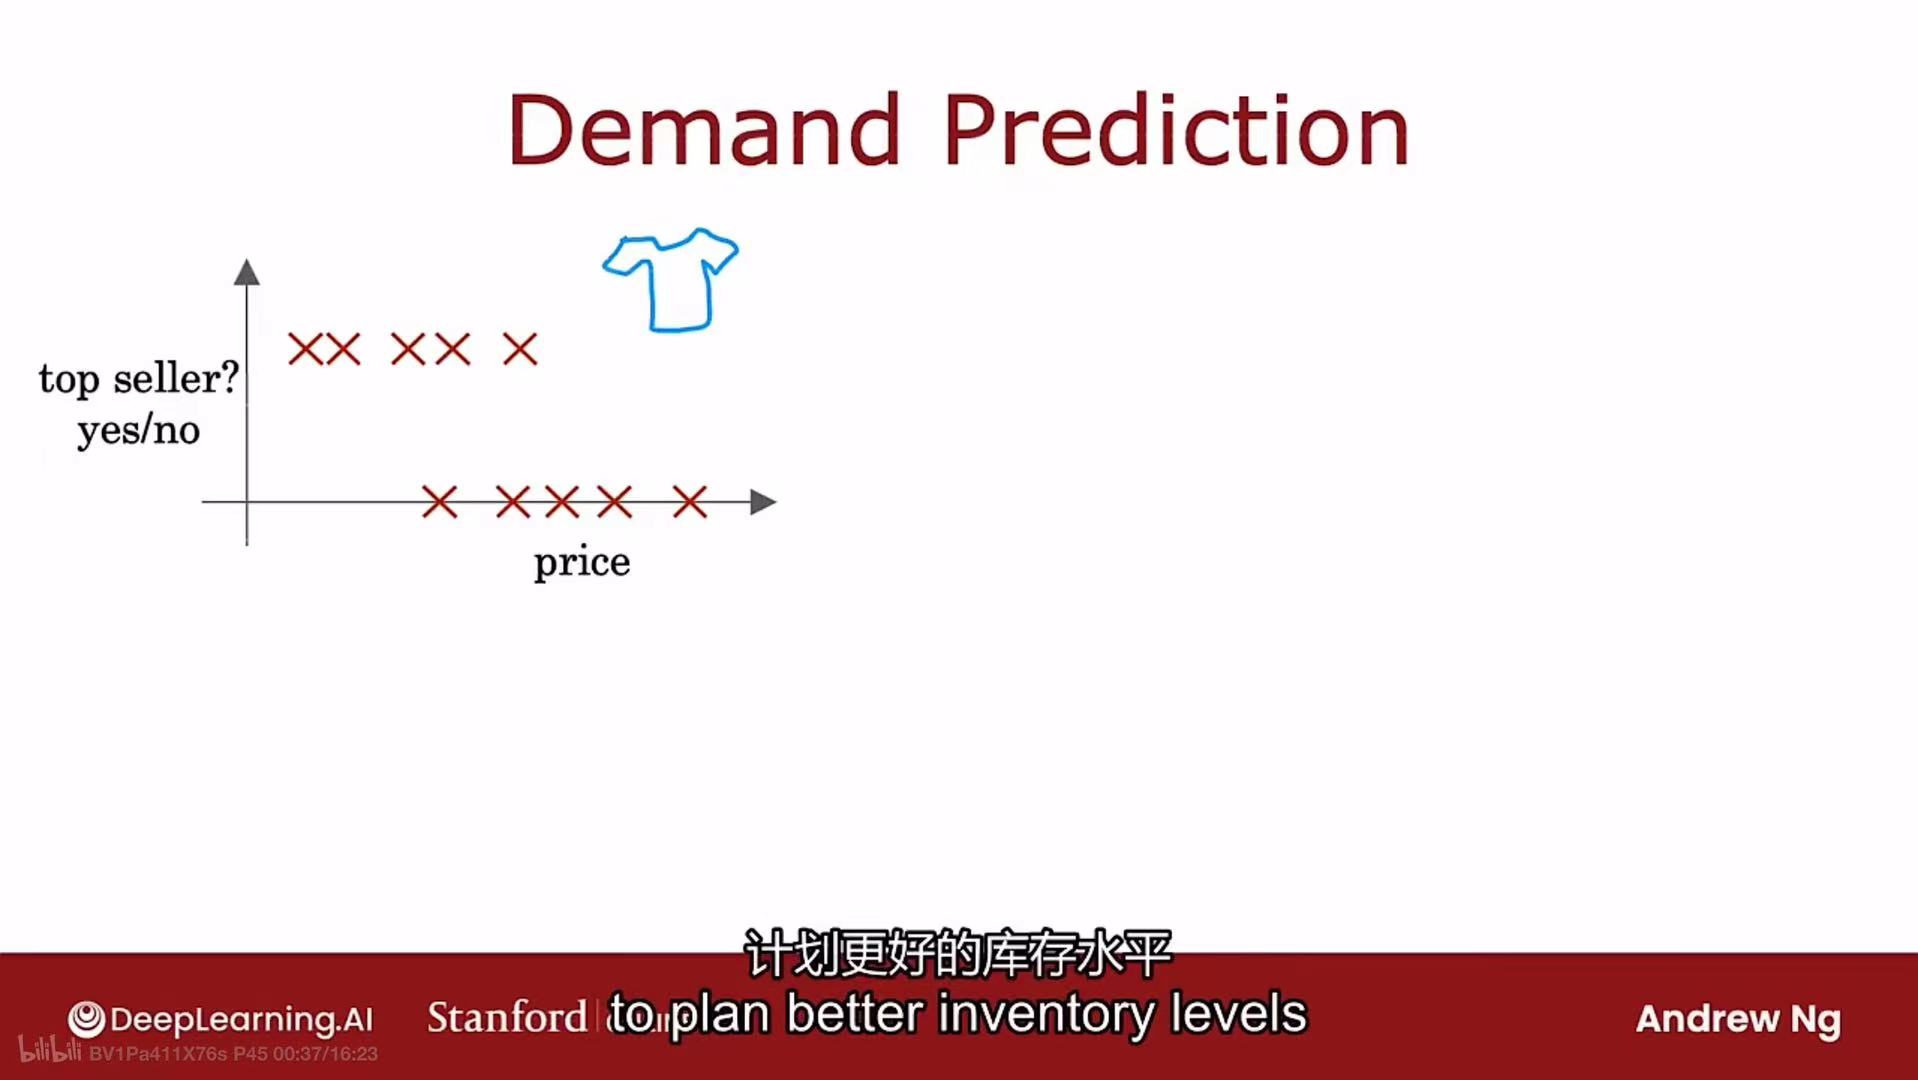 Demand Prediction
top seller?
yes/no
price
计划更好的库存水平
to plan better inventory levels
DeepLearning.AI
Stanford
Andrew Ng
bilibili BV1Pa411X76s P45 00:37/16:23